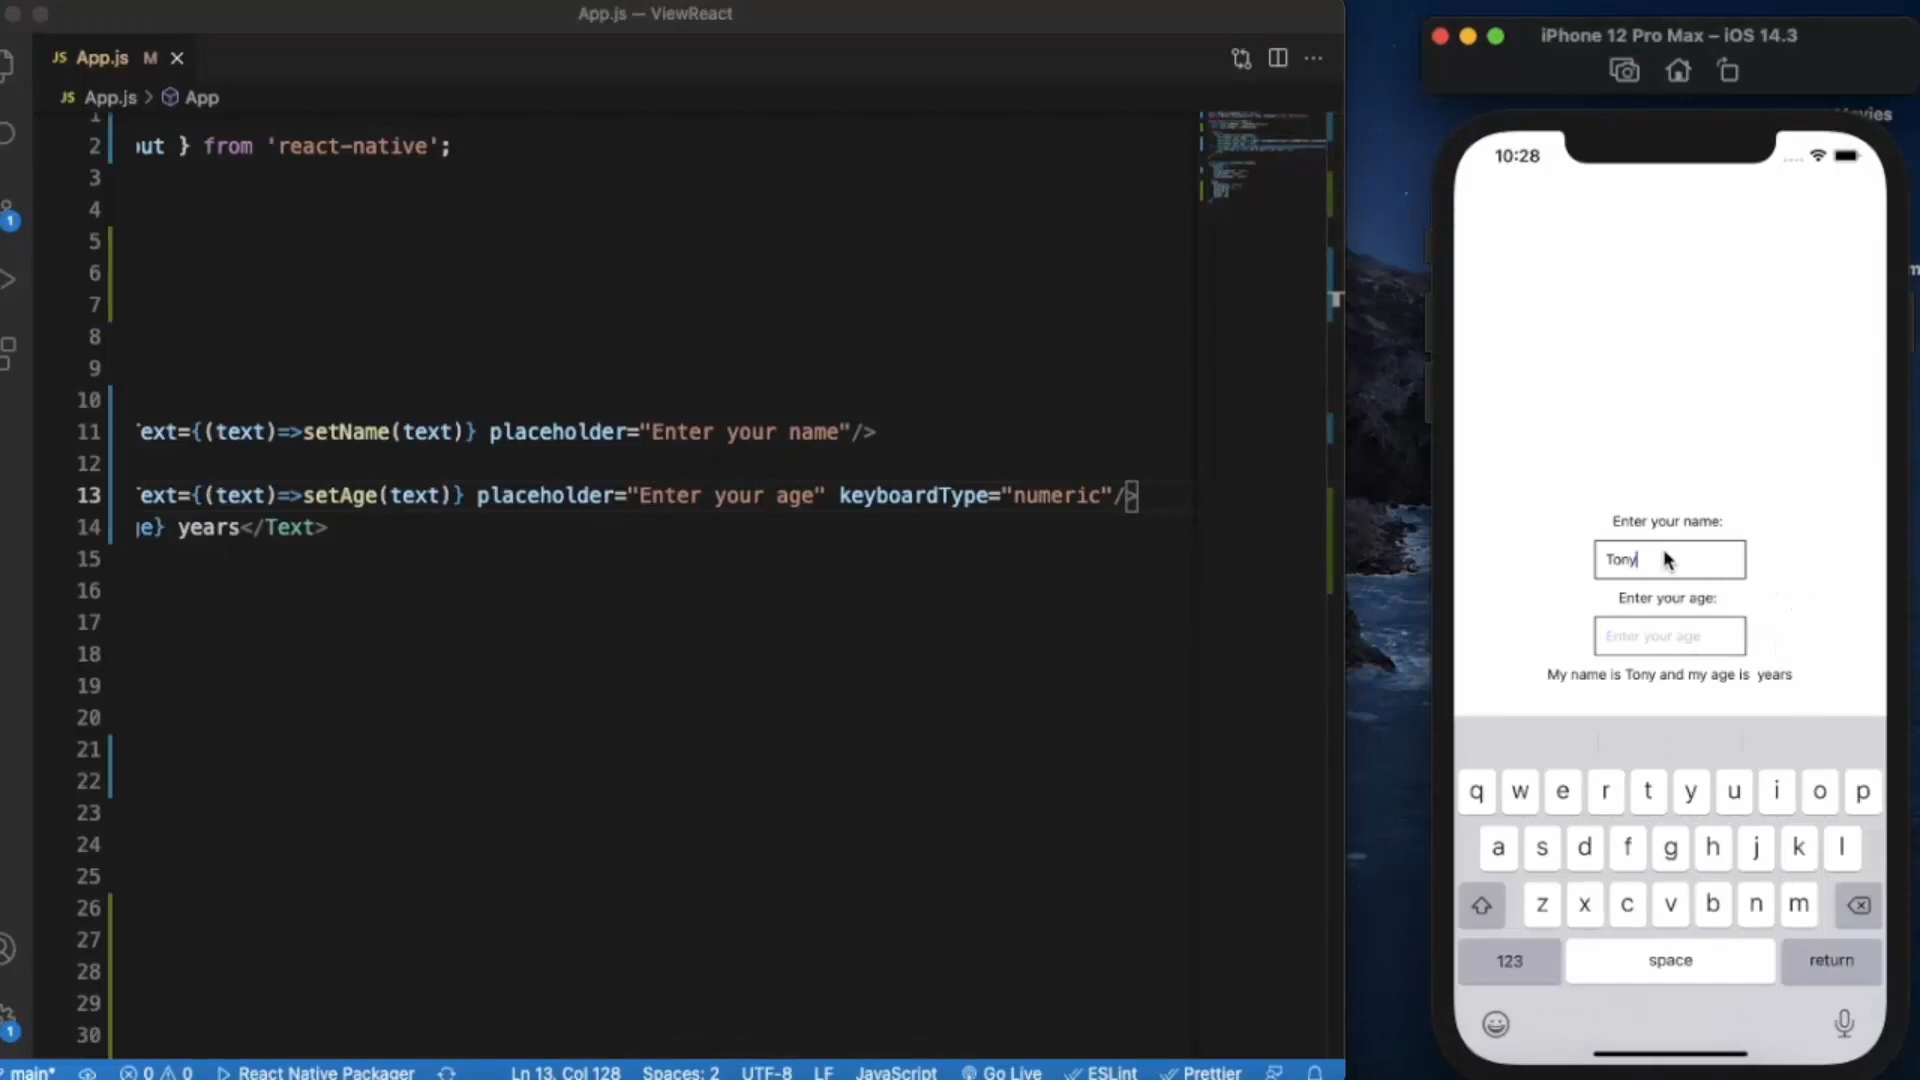 App.js — ViewReact
JS App.js M
JS App.js > App
1
2 ut } from 'react-native';
3
4
5
6
7
8
9
10
11 ext={(text)=>setName(text)} placeholder="Enter your name"/>
12
13 ext={(text)=>setAge(text)} placeholder="Enter your age" keyboardType="numeric"/>
14 ge} years</Text>
15
16
17
18
19
20
21
22
23
24
25
26
27
28
29
30
1
1
main* 0 0 React Native Packager Ln 13, Col 128 Spaces: 2 UTF-8 LF JavaScript Go Live ESLint Prettier
iPhone 12 Pro Max – iOS 14.3
10:28
Enter your name:
Tony
Enter your age:
Enter your age
My name is Tony and my age is years
q w e r t y u i o p
a s d f g h j k l
z x c v b n m
123 space return